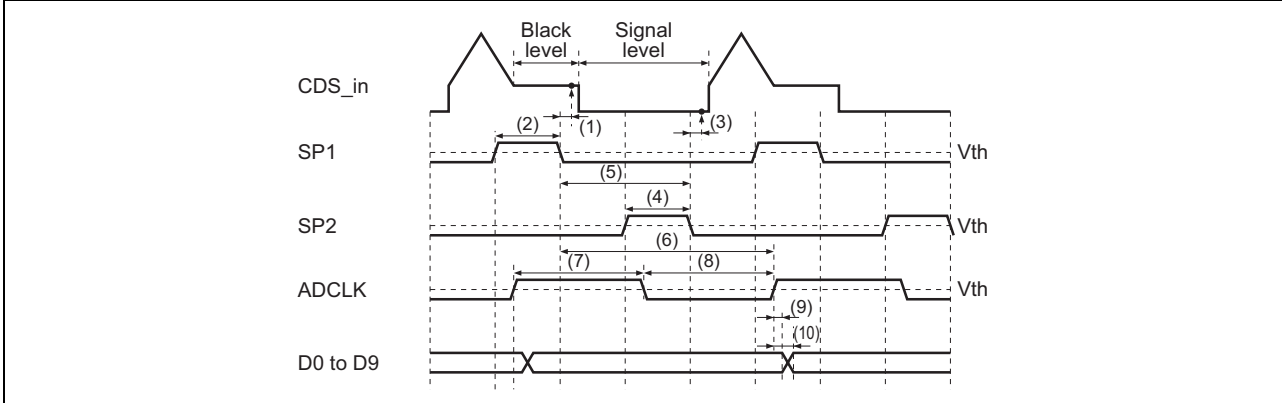 Black level
Signal level
CDS_in
(1)
(3)
(2)
SP1
Vth
(5)
(4)
SP2
Vth
(6)
(7)
(8)
ADCLK
Vth
(9)
(10)
D0 to D9